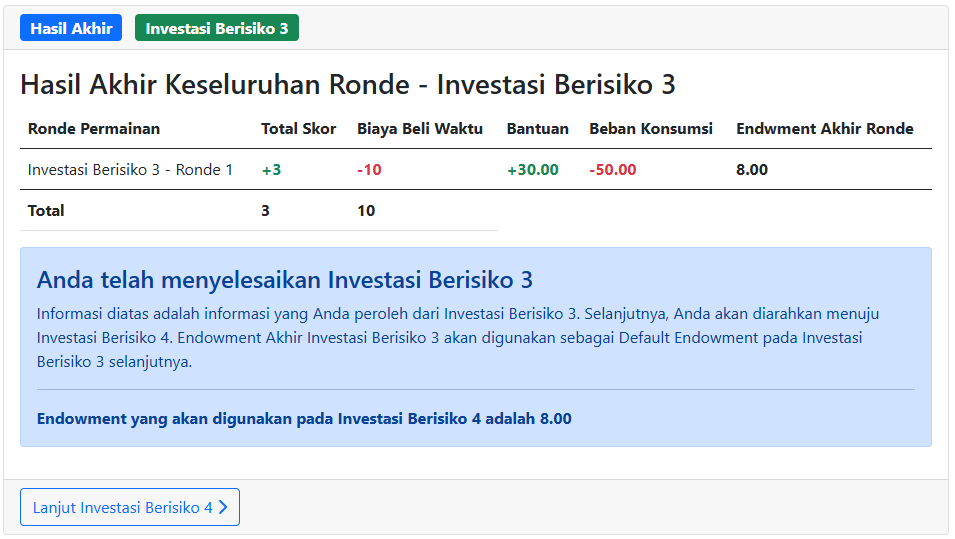 Hasil Akhir Investasi Berisiko 3
Hasil Akhir Keseluruhan Ronde - Investasi Berisiko 3
Ronde Permainan Total Skor Biaya Beli Waktu Bantuan Beban Konsumsi Endwment Akhir Ronde
Investasi Berisiko 3 - Ronde 1 +3 -10 +30.00 -50.00 8.00
Total 3 10
Anda telah menyelesaikan Investasi Berisiko 3
Informasi diatas adalah informasi yang Anda peroleh dari Investasi Berisiko 3. Selanjutnya, Anda akan diarahkan menuju
Investasi Berisiko 4. Endowment Akhir Investasi Berisiko 3 akan digunakan sebagai Default Endowment pada Investasi
Berisiko 3 selanjutnya.
Endowment yang akan digunakan pada Investasi Berisiko 4 adalah 8.00
Lanjut Investasi Berisiko 4